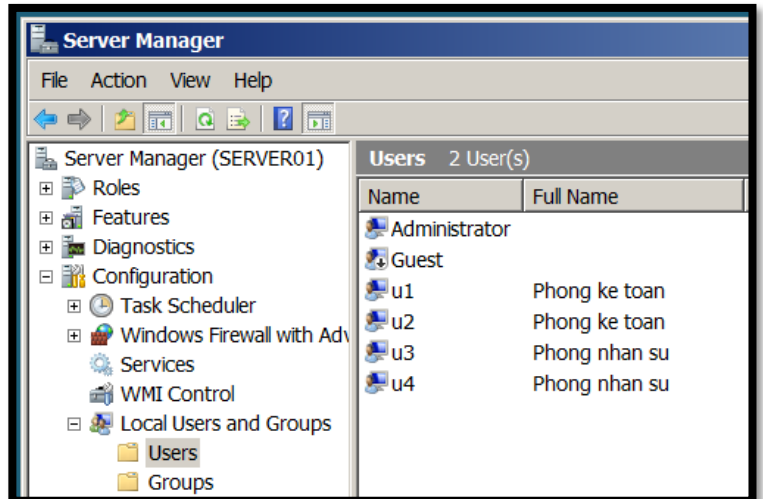 Server Manager
File Action View Help
Server Manager (SERVER01)
Roles
Features
Diagnostics
Configuration
Task Scheduler
Windows Firewall with Adv
Services
WMI Control
Local Users and Groups
Users
Groups
Users 2 User(s)
Name Full Name
Administrator
Guest
u1 Phong ke toan
u2 Phong ke toan
u3 Phong nhan su
u4 Phong nhan su